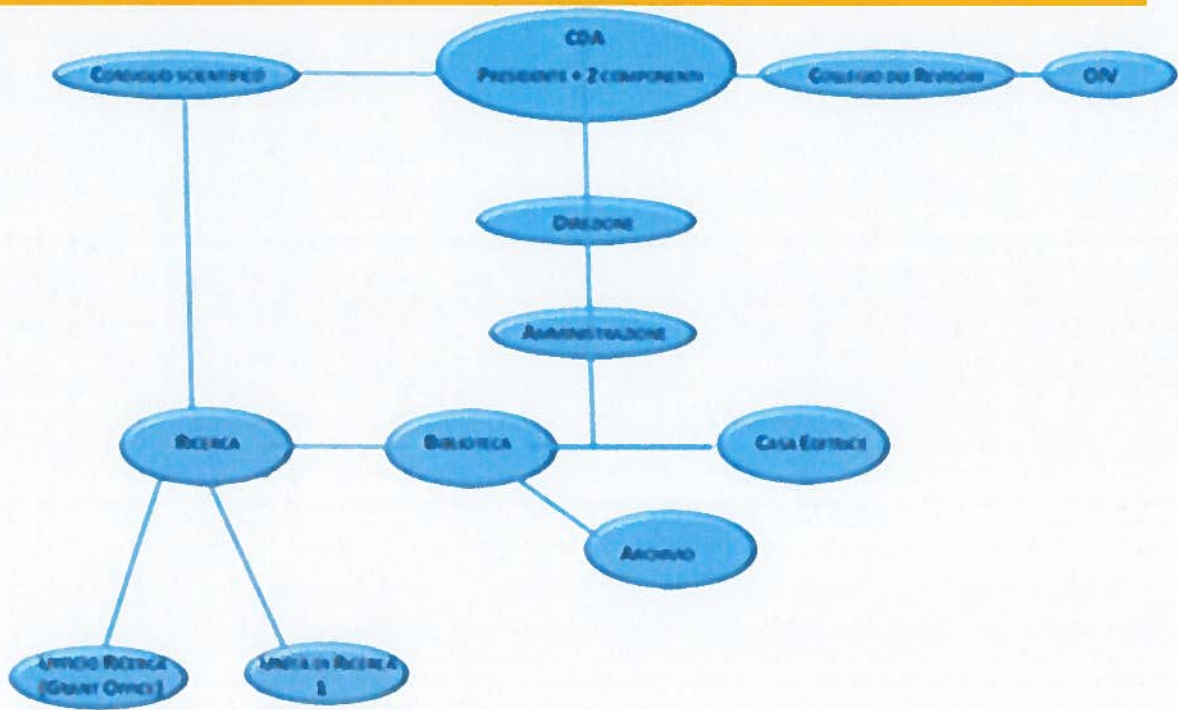 CDA
PRESIDENTE + 2 COMPONENTI
CONSIGLIO SCIENTIFICO
COLLEGIO DEI REVISORI
OIV
DIREZIONE
AMMINISTRAZIONE
RICERCA
BIBLIOTECA
CASA EDITRICE
ARCHIVIO
UFFICIO RICERCA
(GRANT OFFICE)
UNITÀ DI RICERCA
1